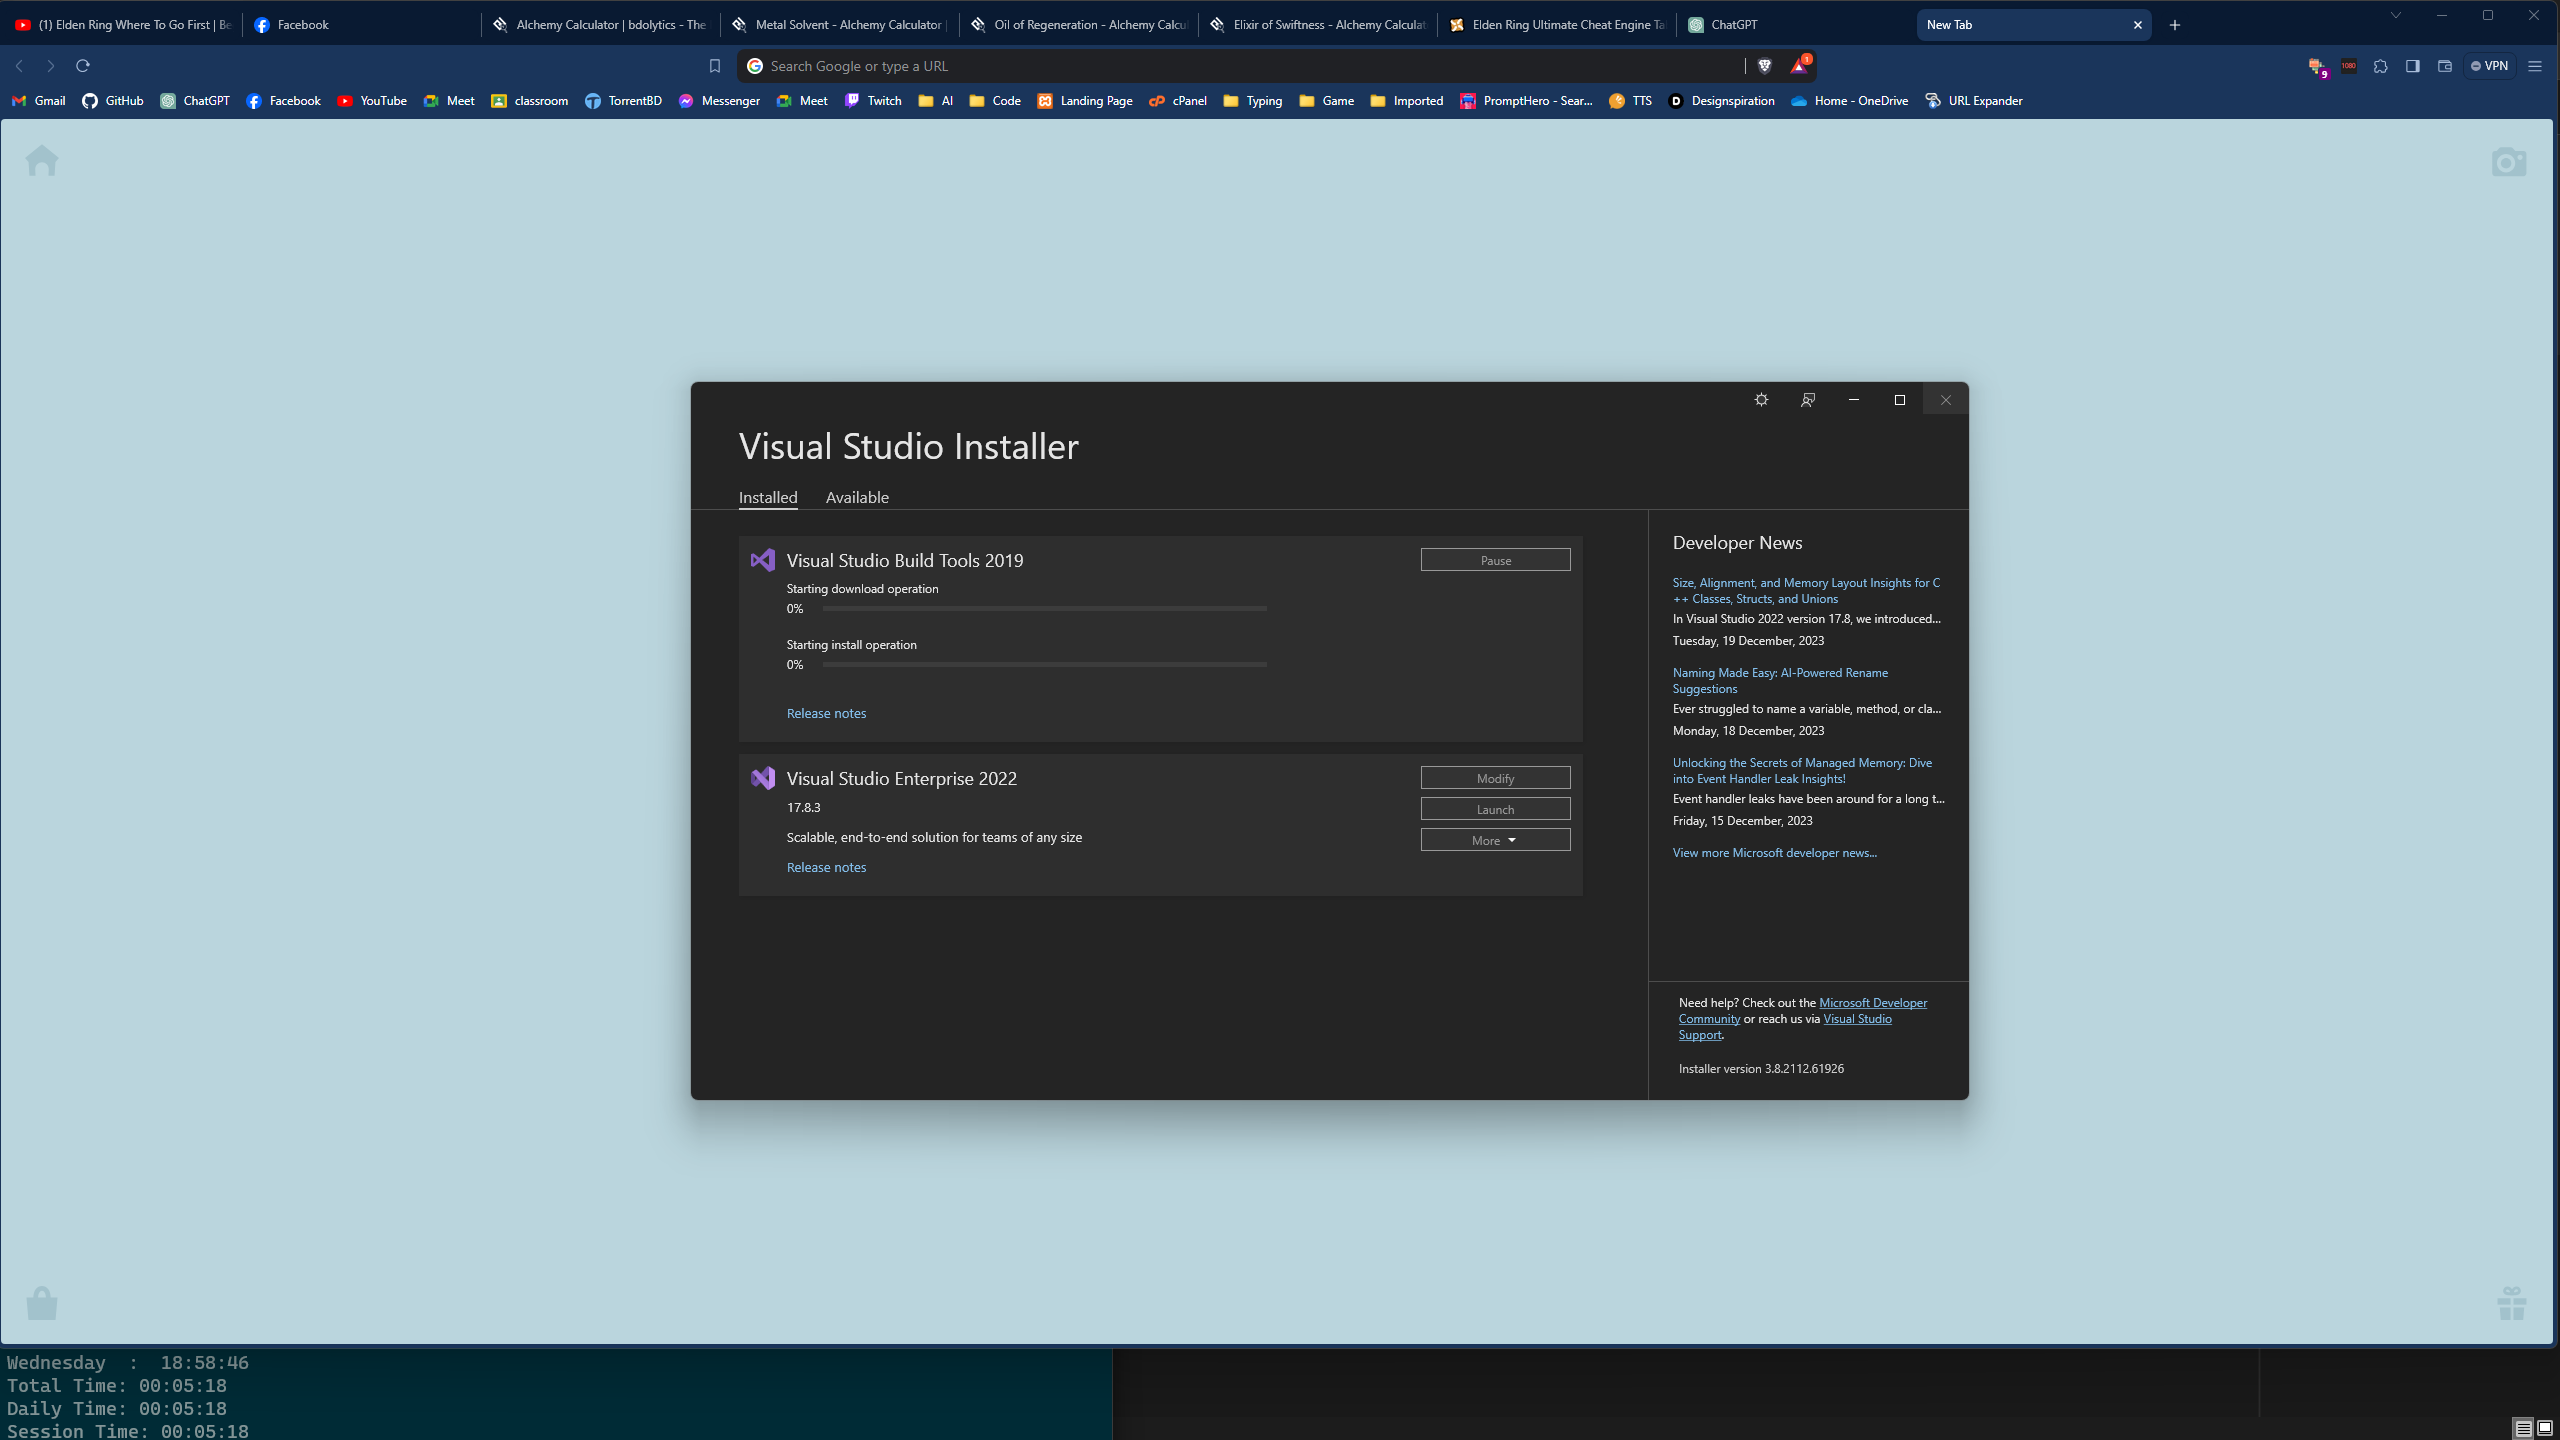 (1) Elden Ring Where To Go First | Be
Facebook
Alchemy Calculator | bdolytics - The
Metal Solvent - Alchemy Calculator |
Oil of Regeneration - Alchemy Calcu
Elixir of Swiftness - Alchemy Calculat
Elden Ring Ultimate Cheat Engine Ta
ChatGPT
New Tab
Search Google or type a URL
1
9
1080
VPN
Gmail
GitHub
ChatGPT
Facebook
YouTube
Meet
classroom
TorrentBD
Messenger
Meet
Twitch
AI
Code
Landing Page
cPanel
Typing
Game
Imported
PromptHero - Sear...
TTS
Designspiration
Home - OneDrive
URL Expander
Visual Studio Installer
Installed
Available
Visual Studio Build Tools 2019
Pause
Starting download operation
0%
Starting install operation
0%
Release notes
Visual Studio Enterprise 2022
Modify
17.8.3
Launch
Scalable, end-to-end solution for teams of any size
More
Release notes
Developer News
Size, Alignment, and Memory Layout Insights for C
++ Classes, Structs, and Unions
In Visual Studio 2022 version 17.8, we introduced...
Tuesday, 19 December, 2023
Naming Made Easy: AI-Powered Rename
Suggestions
Ever struggled to name a variable, method, or cla...
Monday, 18 December, 2023
Unlocking the Secrets of Managed Memory: Dive
into Event Handler Leak Insights!
Event handler leaks have been around for a long t...
Friday, 15 December, 2023
View more Microsoft developer news...
Need help? Check out the Microsoft Developer
Community or reach us via Visual Studio
Support.
Installer version 3.8.2112.61926
Wednesday : 18:58:46
Total Time: 00:05:18
Daily Time: 00:05:18
Session Time: 00:05:18